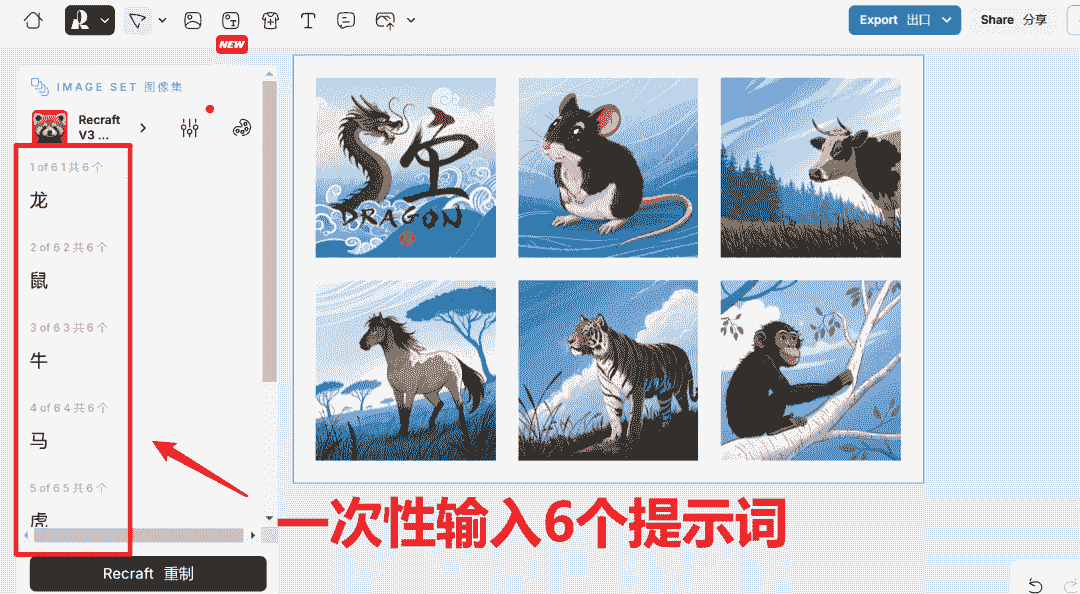 NEW
Export 出口
Share 分享
IMAGE SET 图像集
Recraft
V3 ...
1 of 6 1 共 6 个
龙
2 of 6 2 共 6 个
鼠
3 of 6 3 共 6 个
牛
4 of 6 4 共 6 个
马
5 of 6 5 共 6 个
虎
Recraft 重制
DRAGON
一次性输入6个提示词